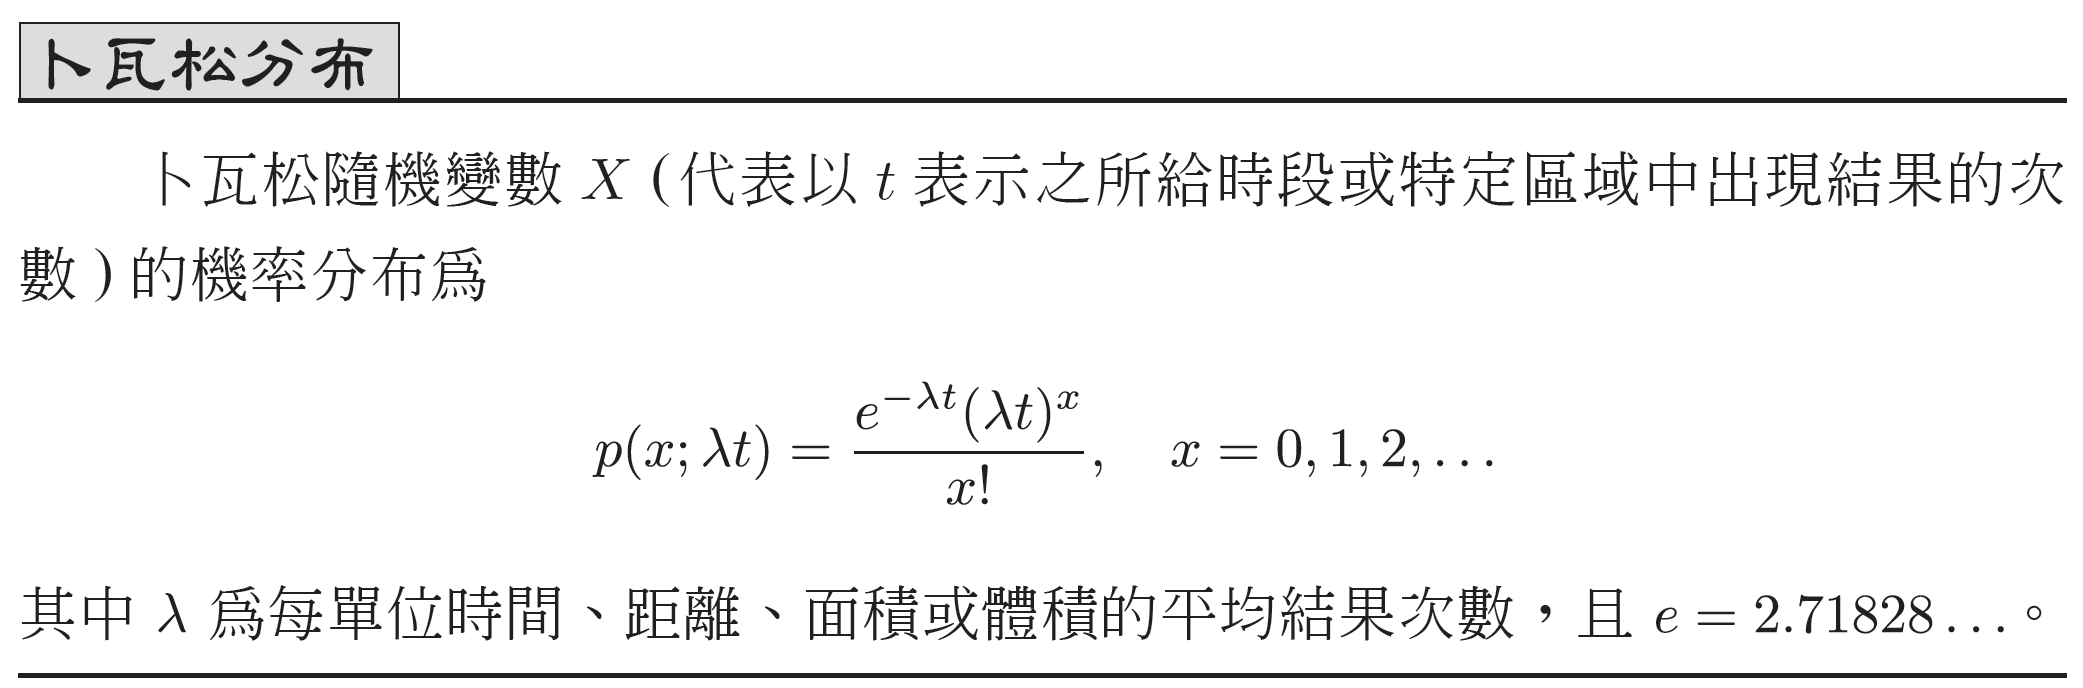 卜瓦松分布
卜瓦松隨機變數 X (代表以 t 表示之所給時段或特定區域中出現結果的次
數) 的機率分布爲
p(x; λt) = \frac{e^{-λt}(λt)^x}{x!}, x = 0, 1, 2, . . .
其中 λ 爲每單位時間、距離、面積或體積的平均結果次數，且 e = 2.71828 . . .。